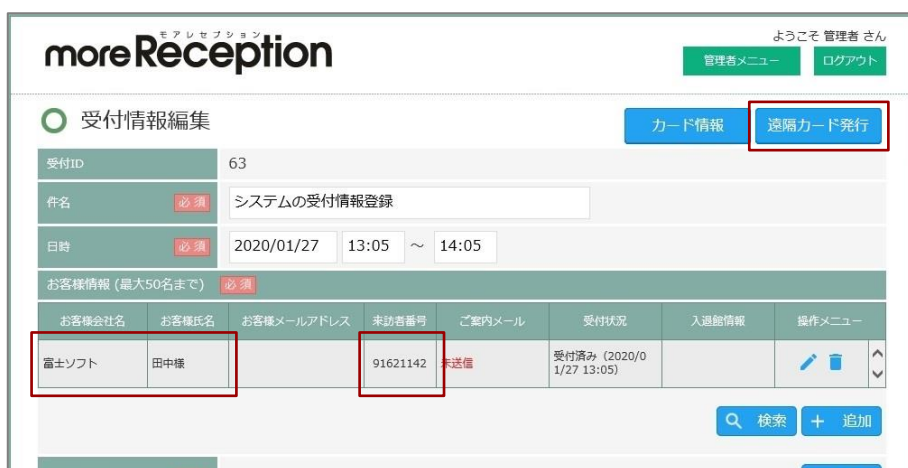 モアレセプション
moreReception
ようこそ 管理者 さん
管理者メニュー
ログアウト
受付情報編集
カード情報
遠隔カード発行
受付ID
63
件名
必須
システムの受付情報登録
日時
必須
2020/01/27
13:05
～
14:05
お客様情報 (最大50名まで)
必須
お客様会社名
お客様氏名
お客様メールアドレス
来訪者番号
ご案内メール
受付状況
入退館情報
操作メニュー
富士ソフト
田中様
91621142
未送信
受付済み（2020/0
1/27 13:05）
検索
＋ 追加